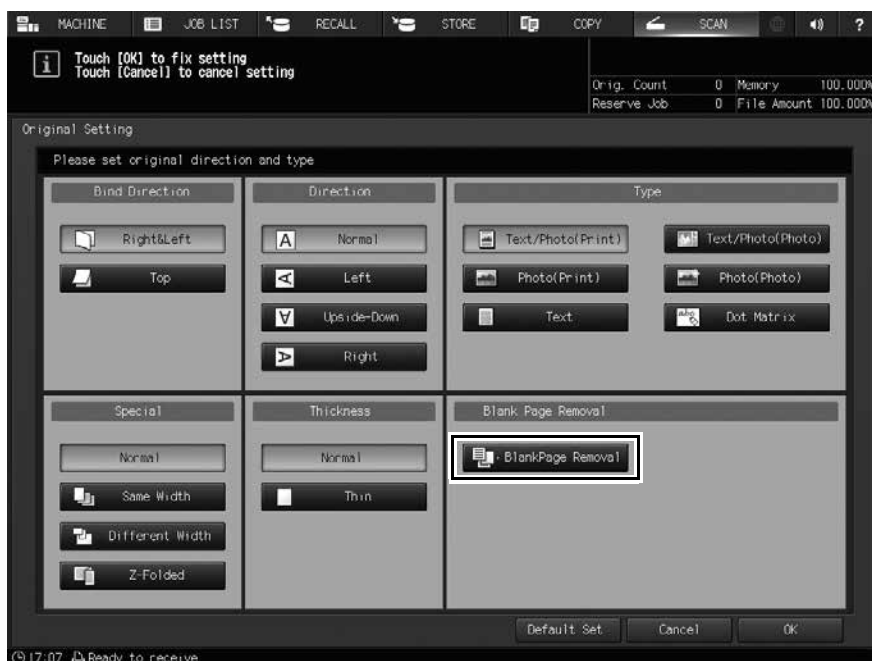 MACHINE JOB LIST RECALL STORE COPY SCAN ?
i Touch [OK] to fix setting
Touch [Cancel] to cancel setting
Orig. Count 0 Memory 100.000%
Reserve Job 0 File Amount 100.000%
Original Setting
Please set original direction and type
Bind Direction Direction Type
Right&Left A Normal Text/Photo(Print) Text/Photo(Photo)
Top A Left Photo(Print) Photo(Photo)
A Upside-Down Text abc Dot Matrix
A Right
Special Thickness Blank Page Removal
Normal Normal BlankPage Removal
Same Width Thin
Different Width
Z-Folded
Default Set Cancel OK
17:07 Ready to receive